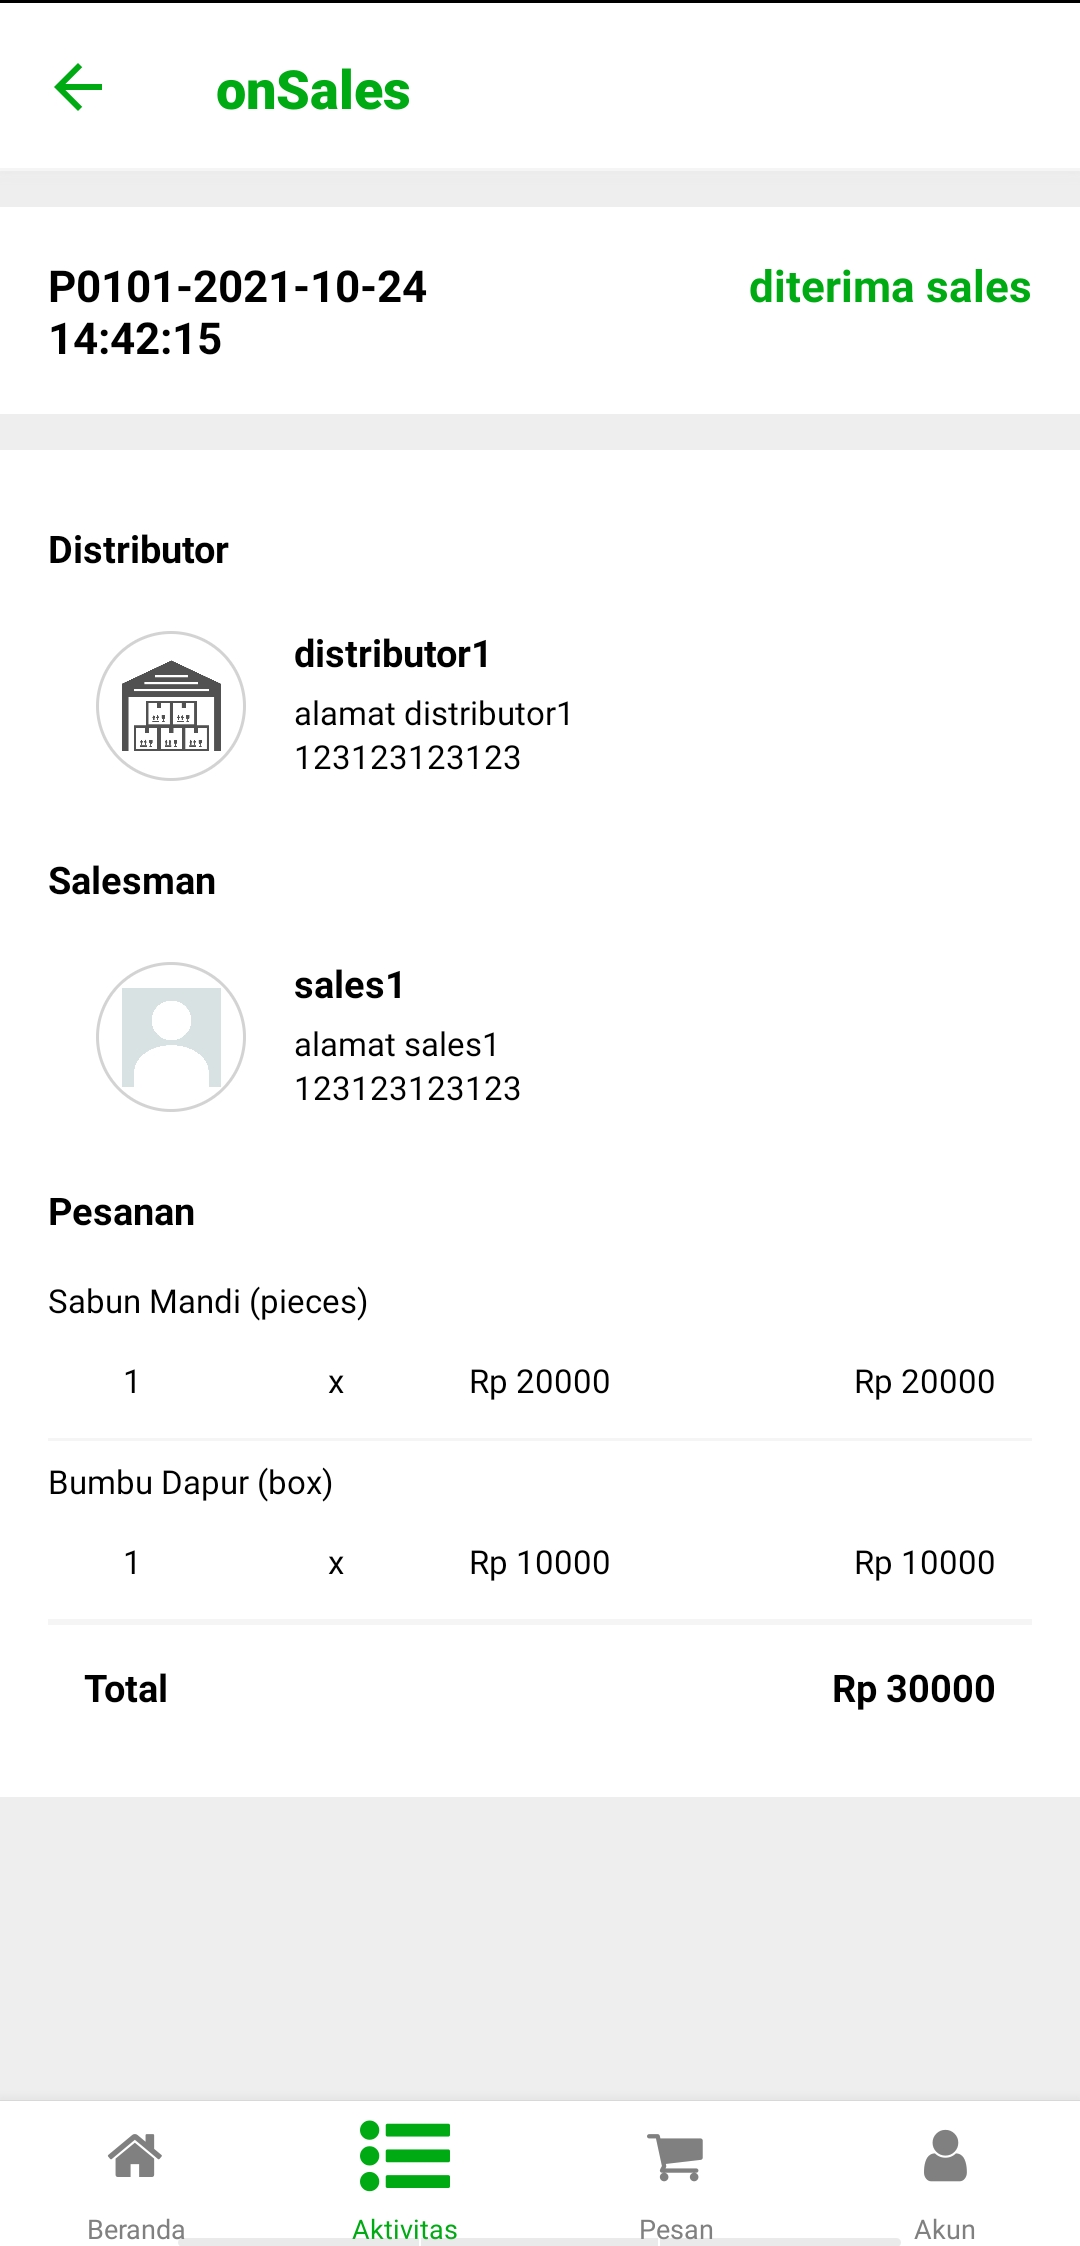 onSales
P0101-2021-10-24 diterima sales
14:42:15
Distributor
distributor1
alamat distributor1
123123123123
Salesman
sales1
alamat sales1
123123123123
Pesanan
Sabun Mandi (pieces)
1 x Rp 20000 Rp 20000
Bumbu Dapur (box)
1 x Rp 10000 Rp 10000
Total Rp 30000
Beranda Aktivitas Pesan Akun